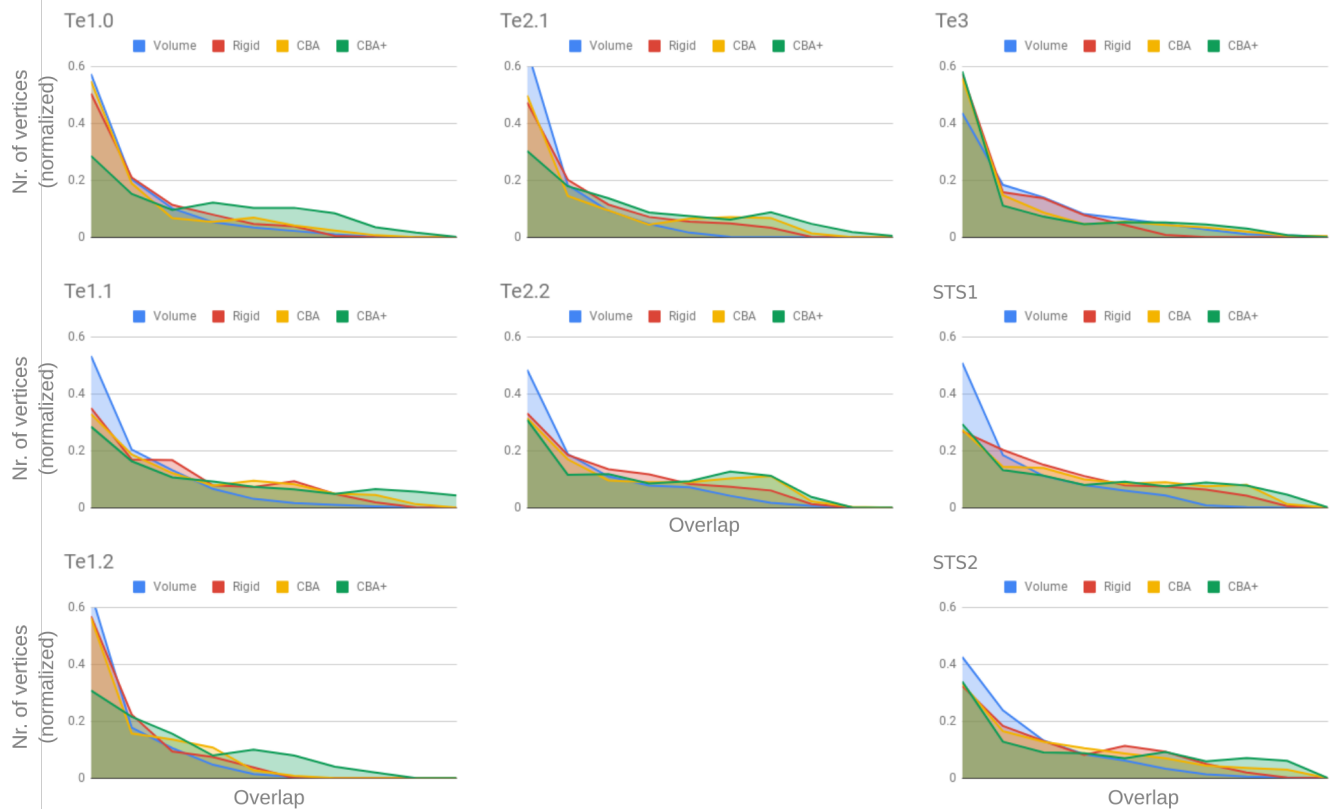 Te1.0
Volume Rigid CBA CBA+
Nr. of vertices
(normalized)
0.6
0.4
0.2
0
Te2.1
Volume Rigid CBA CBA+
0.6
0.4
0.2
0
Te3
Volume Rigid CBA CBA+
0.6
0.4
0.2
0
Te1.1
Volume Rigid CBA CBA+
Nr. of vertices
(normalized)
0.6
0.4
0.2
0
Te2.2
Volume Rigid CBA CBA+
0.6
0.4
0.2
0
Overlap
STS1
Volume Rigid CBA CBA+
0.6
0.4
0.2
0
Te1.2
Volume Rigid CBA CBA+
Nr. of vertices
(normalized)
0.6
0.4
0.2
0
Overlap
STS2
Volume Rigid CBA CBA+
0.6
0.4
0.2
0
Overlap